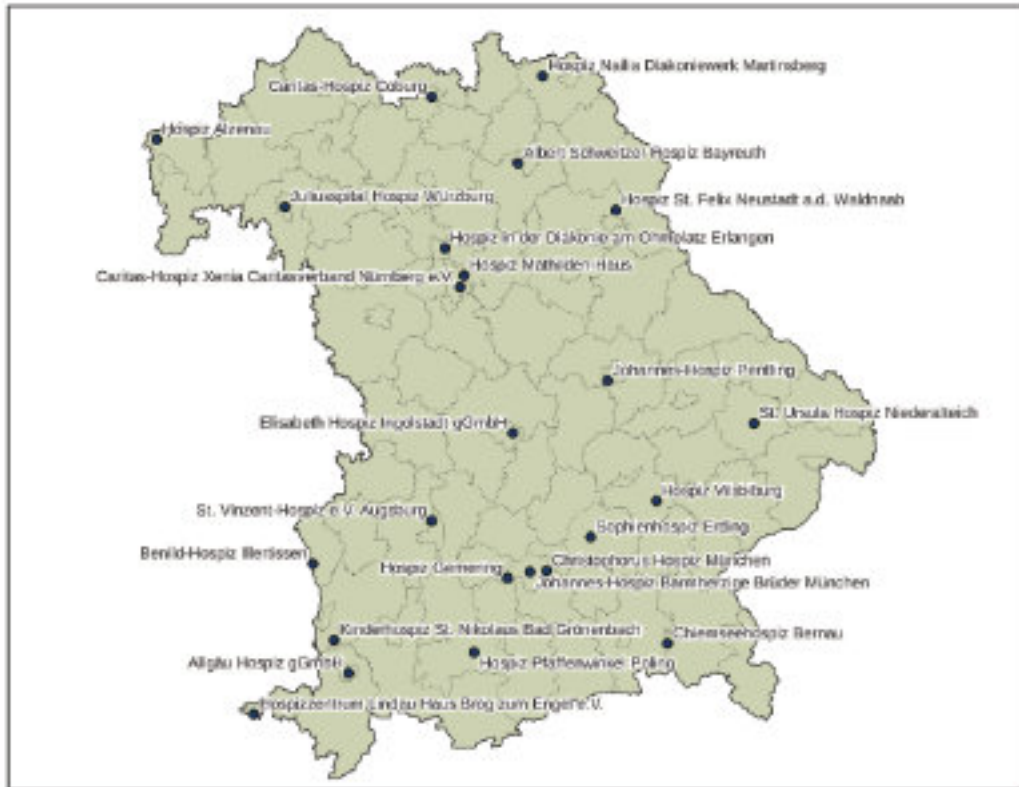 Hospiz Naila Diakoniewerk Martinsberg
Caritas-Hospiz Coburg
Hospiz Alzenau
Albert Schweitzer Hospiz Bayreuth
Juliusspital Hospiz Würzburg
Hospiz St. Felix Neustadt a.d. Waldnaab
Hospiz in der Diakonie am Ohmplatz Erlangen
Hospiz Mathilden Haus
Caritas-Hospiz Xenia Caritasverband Nürnberg e.V.
Johannes-Hospiz Pentling
St. Ursula Hospiz Niederalteich
Elisabeth Hospiz Ingolstadt gGmbH
Hospiz Vilsbiburg
St. Vinzent-Hospiz e.V. Augsburg
Sophienhospiz Erding
Benild-Hospiz Illertissen
Christophorus Hospiz München
Hospiz Germering
Johannes-Hospiz Barmherzige Brüder München
Kinderhospiz St. Nikolaus Bad Grönenbach
Chiemseehospiz Bernau
Allgäu Hospiz gGmbH
Hospiz Pfaffenwinkel Polling
Hospizzentrum Lindau Haus Brög zum Engel e.V.